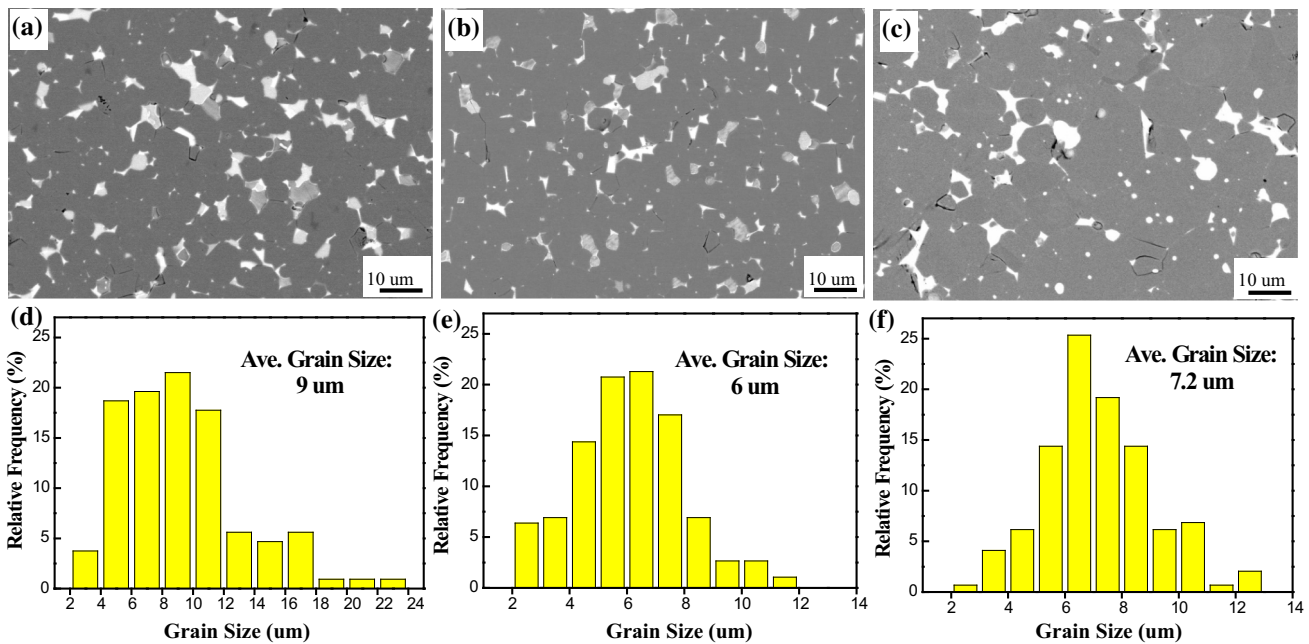 (a)
(b)
(c)
10 um
10 um
10 um
(d)
(e)
(f)
25
20
15
10
5
0
Relative Frequency (%)
Ave. Grain Size:
9 um
2 4 6 8 10 12 14 16 18 20 22 24
Grain Size (um)
25
20
15
10
5
0
Relative Frequency (%)
Ave. Grain Size:
6 um
2 4 6 8 10 12 14
Grain Size (um)
25
20
15
10
5
0
Relative Frequency (%)
Ave. Grain Size:
7.2 um
2 4 6 8 10 12 14
Grain Size (um)